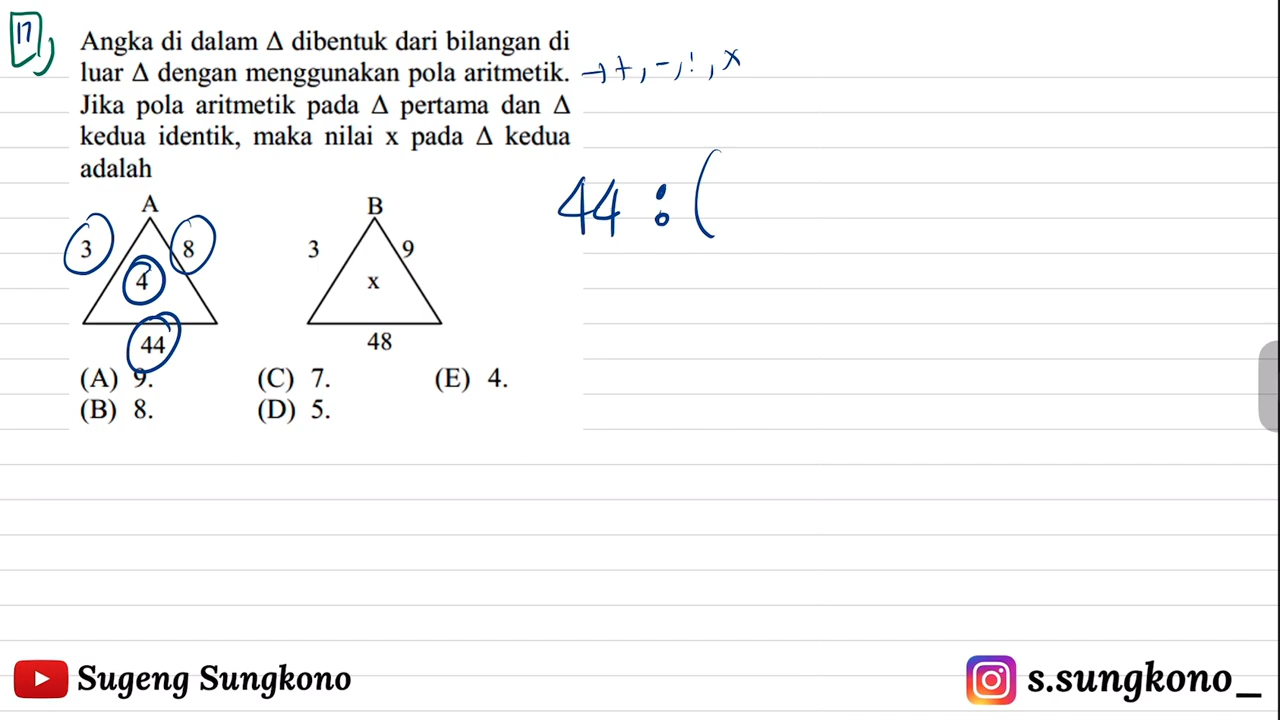 17)
Angka di dalam Δ dibentuk dari bilangan di
luar Δ dengan menggunakan pola aritmetik. → +, -, :, x
Jika pola aritmetik pada Δ pertama dan Δ
kedua identik, maka nilai x pada Δ kedua
adalah
44 : (
A B
3 8 3 9
4 x
44 48
(A) 9. (C) 7. (E) 4.
(B) 8. (D) 5.
Sugeng Sungkono s.sungkono_